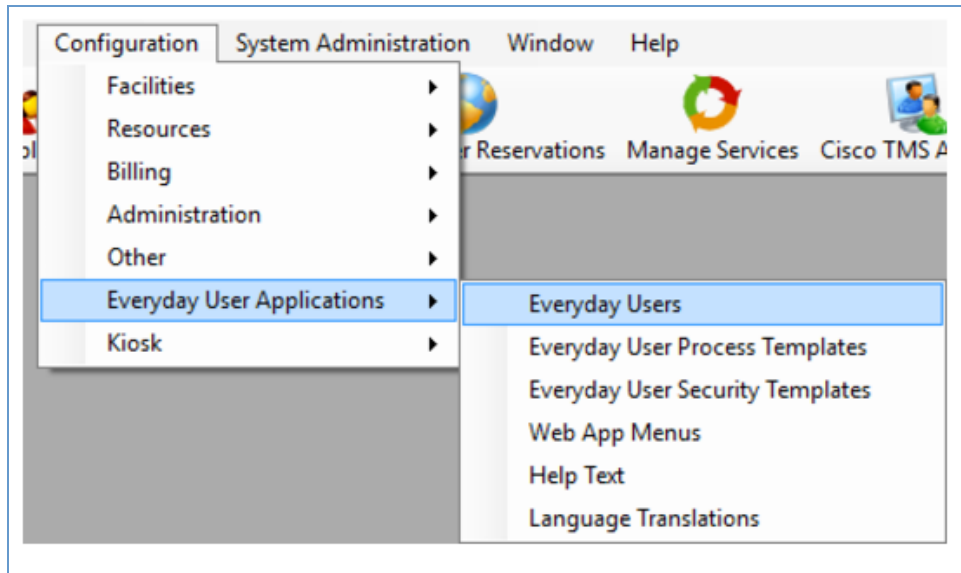 Configuration System Administration Window Help
Facilities
Resources
Reservations Manage Services Cisco TMS
Billing
Administration
Other
Everyday User Applications
Everyday Users
Kiosk
Everyday User Process Templates
Everyday User Security Templates
Web App Menus
Help Text
Language Translations